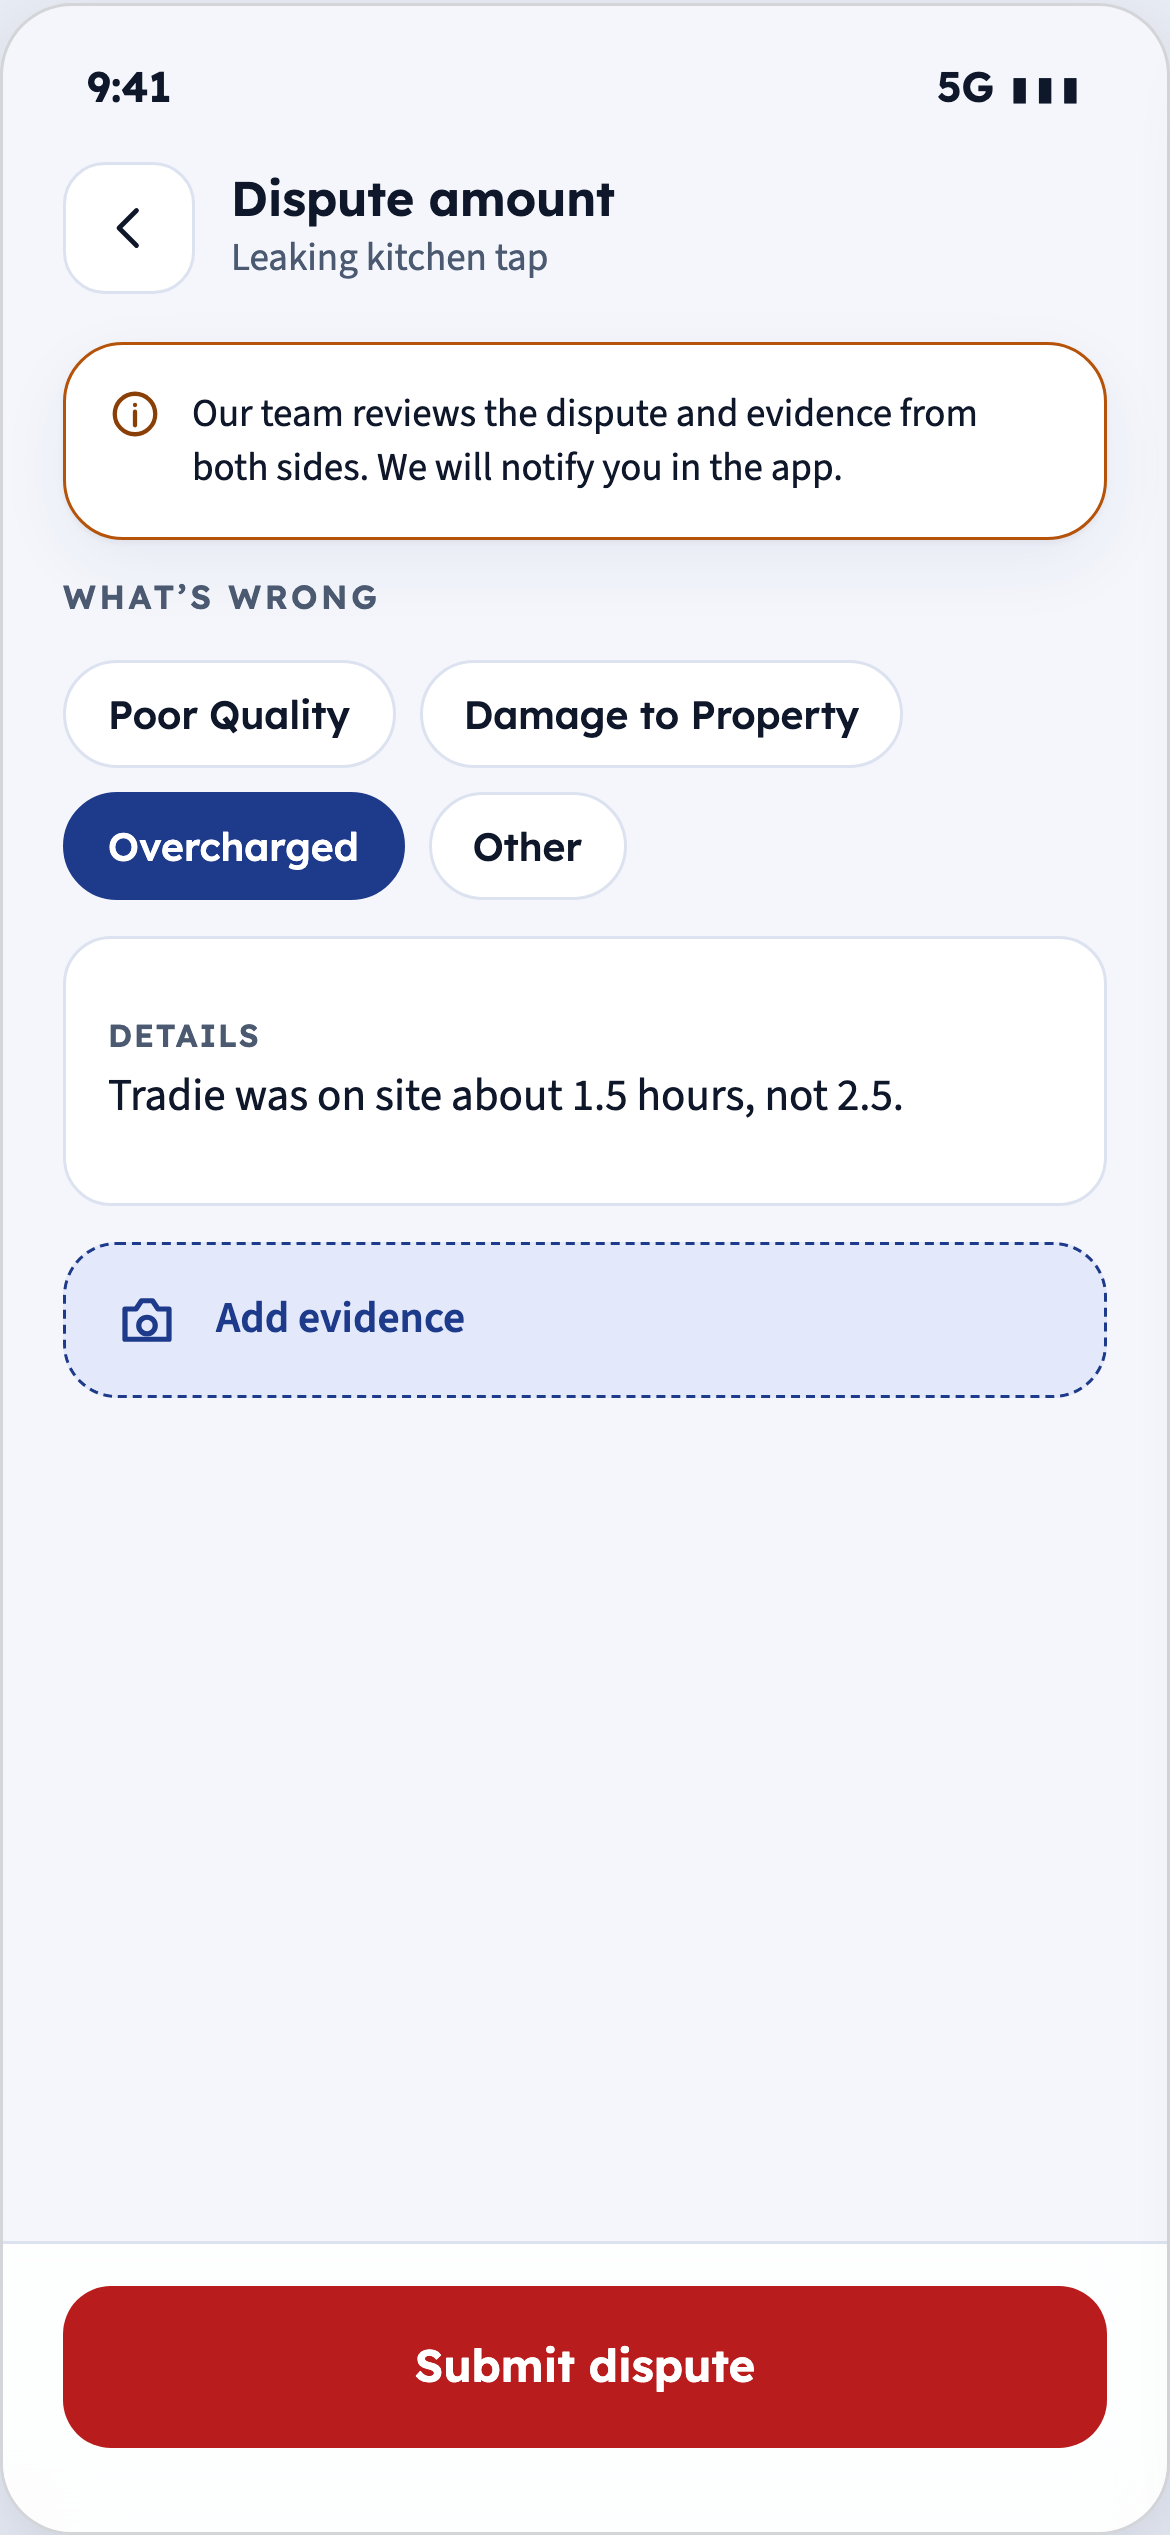 9:41
5G
Dispute amount
Leaking kitchen tap
Our team reviews the dispute and evidence from
both sides. We will notify you in the app.
WHAT’S WRONG
Poor Quality
Damage to Property
Overcharged
Other
DETAILS
Tradie was on site about 1.5 hours, not 2.5.
Add evidence
Submit dispute